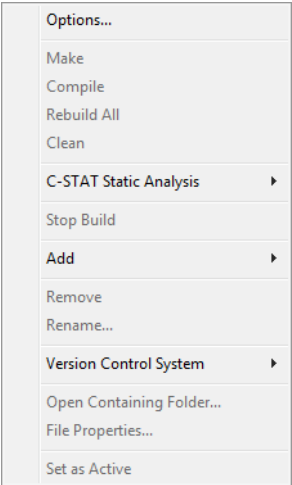 Options...
Make
Compile
Rebuild All
Clean
C-STAT Static Analysis
Stop Build
Add
Remove
Rename...
Version Control System
Open Containing Folder...
File Properties...
Set as Active